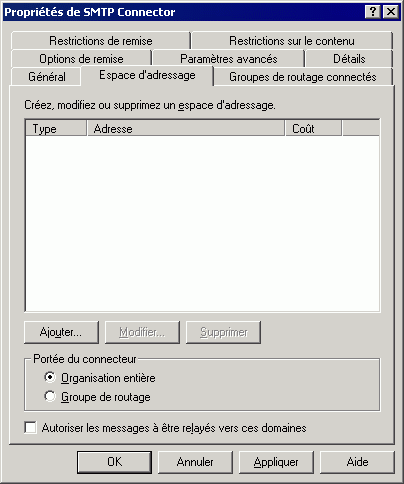 Propriétés de SMTP Connector
Restrictions de remise Restrictions sur le contenu
Options de remise Paramètres avancés Détails
Général Espace d'adressage Groupes de routage connectés
Créez, modifiez ou supprimez un espace d'adressage.
Type Adresse Coût
Ajouter... Modifier... Supprimer
Portée du connecteur
Organisation entière
Groupe de routage
Autoriser les messages à être relayés vers ces domaines
OK Annuler Appliquer Aide